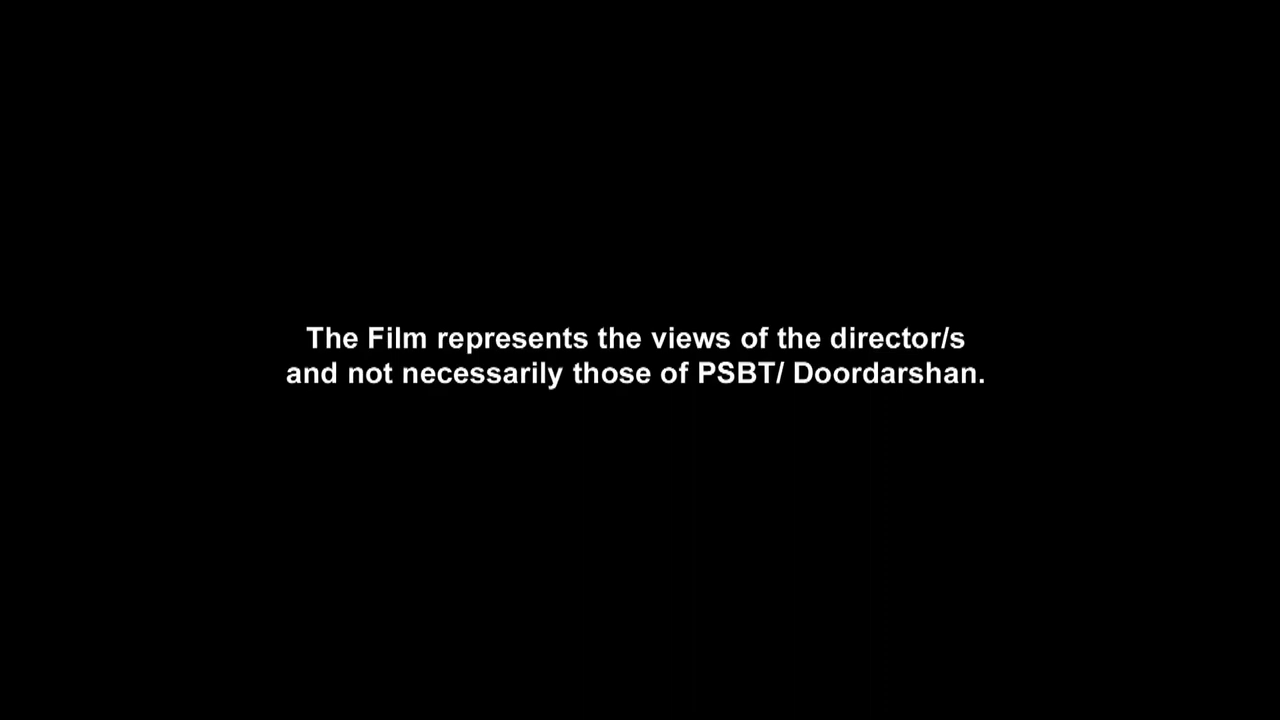 The Film represents the views of the director/s
and not necessarily those of PSBT/ Doordarshan.